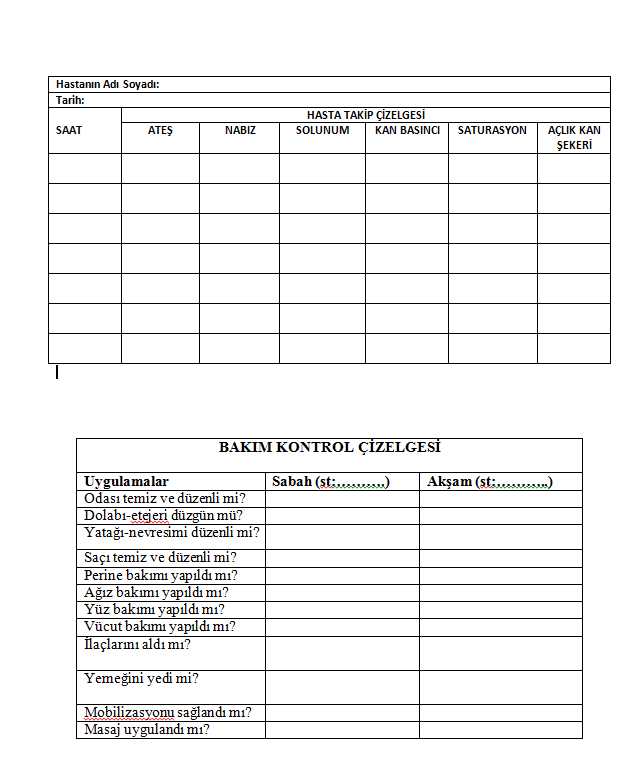 Hastanın Adı Soyadı:
Tarih:
HASTA TAKİP ÇİZELGESİ
SAAT ATEŞ NABIZ SOLUNUM KAN BASINCI SATURASYON AÇLIK KAN
ŞEKERİ
BAKIM KONTROL ÇİZELGESİ
Uygulamalar Sabah (st:..........) Akşam (st:..........)
Odası temiz ve düzenli mi?
Dolabı-etejeri düzgün mü?
Yatağı-nevresimi düzenli mi?
Saçı temiz ve düzenli mi?
Perine bakımı yapıldı mı?
Ağız bakımı yapıldı mı?
Yüz bakımı yapıldı mı?
Vücut bakımı yapıldı mı?
İlaçlarını aldı mı?
Yemeğini yedi mi?
Mobilizasyonu sağlandı mı?
Masaj uygulandı mı?